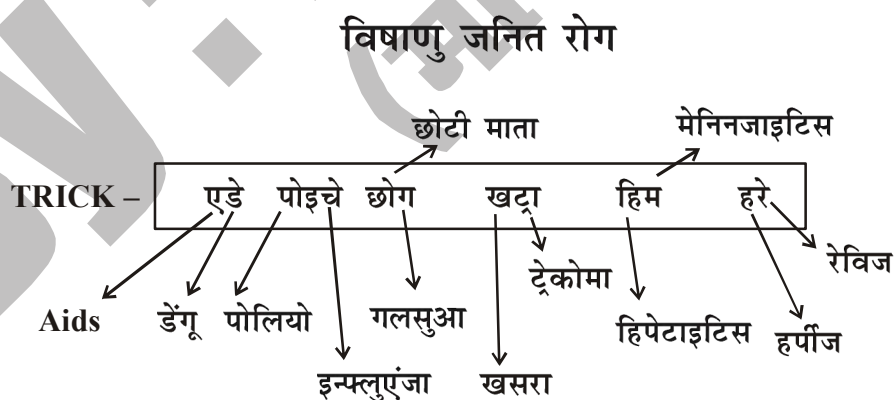 विषाणु जनित रोग
छोटी माता मेनिनजाइटिस
TRICK – एडे पोइचे छोग खट्रा हिम हरे
रेविज
ट्रेकोमा
Aids डेंगू पोलियो गलसुआ हिपेटाइटिस हर्पीज
इन्फ्लुएंजा खसरा